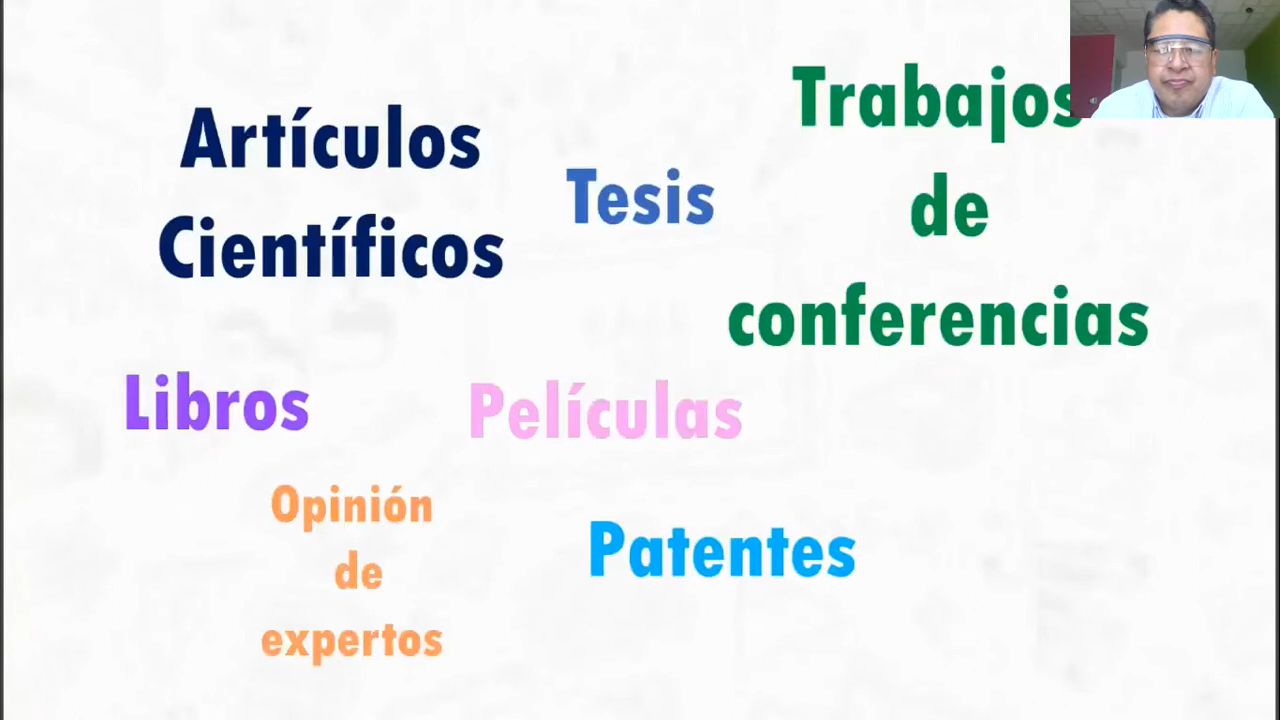 Artículos
Científicos
Tesis
Trabajos
de
conferencias
Libros
Películas
Opinión
de
expertos
Patentes